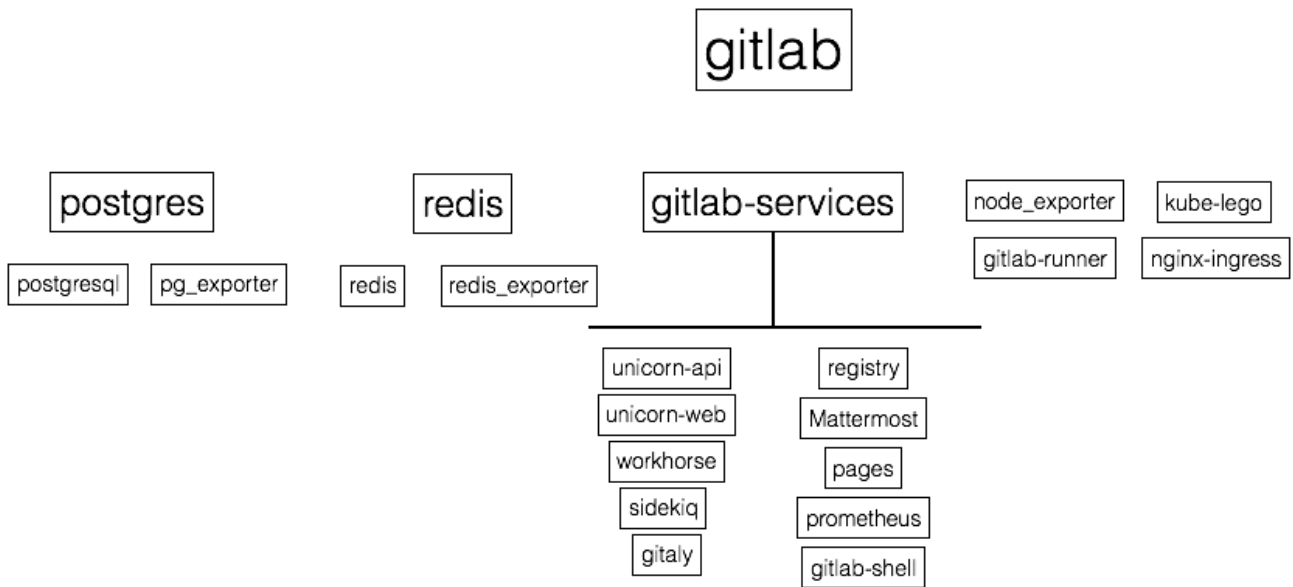 gitlab
postgres
redis
gitlab-services
node_exporter
kube-lego
gitlab-runner
nginx-ingress
postgresql
pg_exporter
redis
redis_exporter
unicorn-api
registry
unicorn-web
Mattermost
workhorse
pages
sidekiq
prometheus
gitaly
gitlab-shell